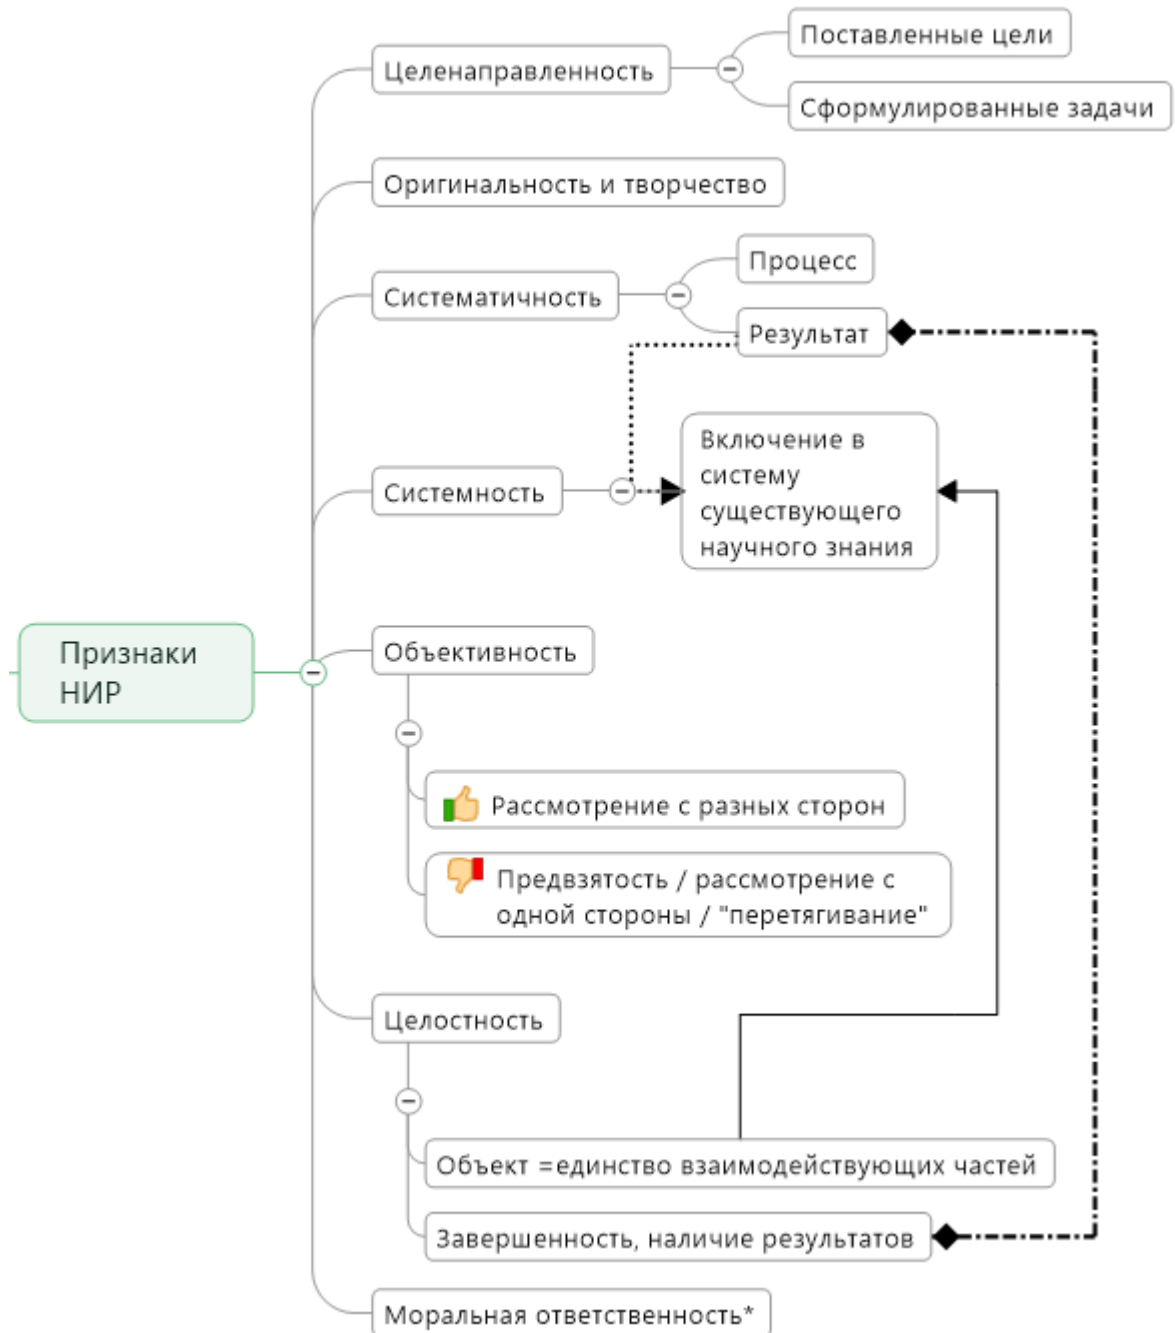 Поставленные цели
Целенаправленность
Сформулированные задачи
Оригинальность и творчество
Процесс
Систематичность
Результат
Включение в
систему
существующего
научного знания
Системность
Признаки
НИР
Объективность
Рассмотрение с разных сторон
Предвзятость / рассмотрение с
одной стороны / "перетягивание"
Целостность
Объект =единство взаимодействующих частей
Завершенность, наличие результатов
Моральная ответственность*